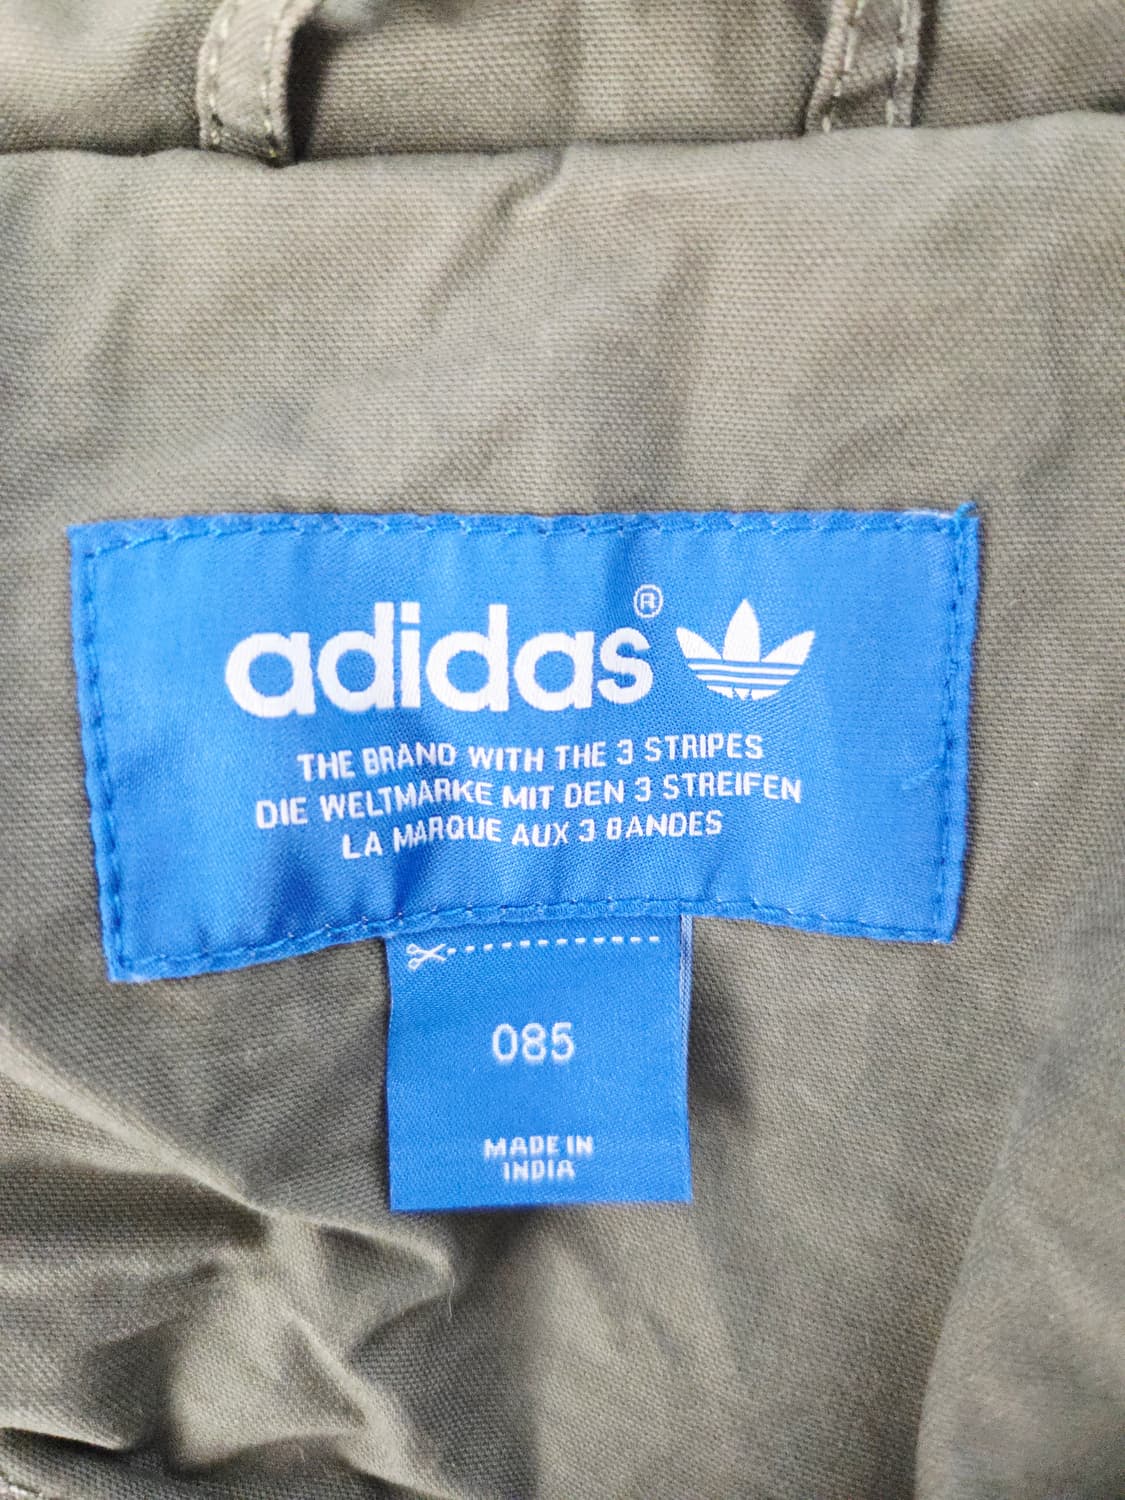 adidas®
THE BRAND WITH THE 3 STRIPES
DIE WELTMARKE MIT DEN 3 STREIFEN
LA MARQUE AUX 3 BANDES
085
MADE IN
INDIA